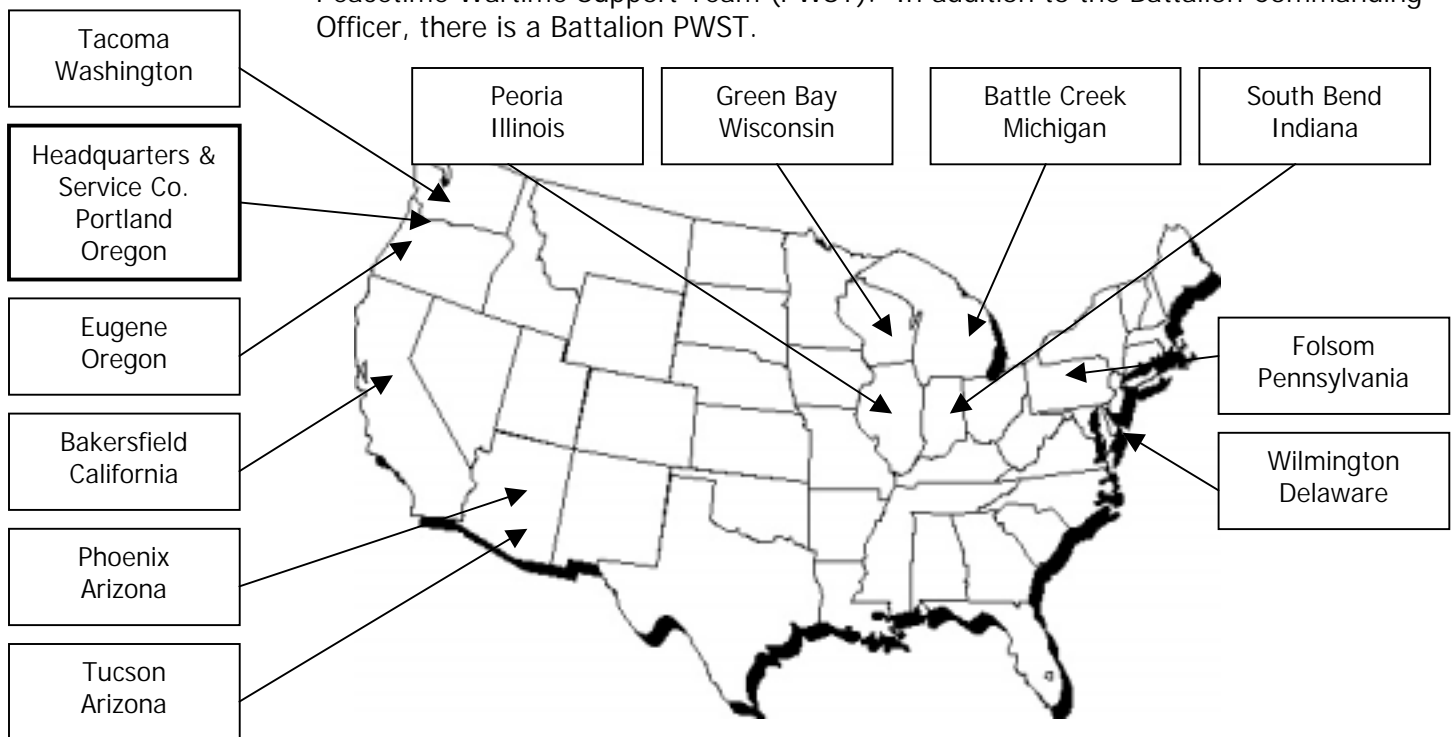 Peacetime Wartime Support Team (PWST). In addition to the Battalion Commanding
Officer, there is a Battalion PWST.
Tacoma
Washington
Headquarters &
Service Co.
Portland
Oregon
Eugene
Oregon
Bakersfield
California
Phoenix
Arizona
Tucson
Arizona
Peoria
Illinois
Green Bay
Wisconsin
Battle Creek
Michigan
South Bend
Indiana
Folsom
Pennsylvania
Wilmington
Delaware